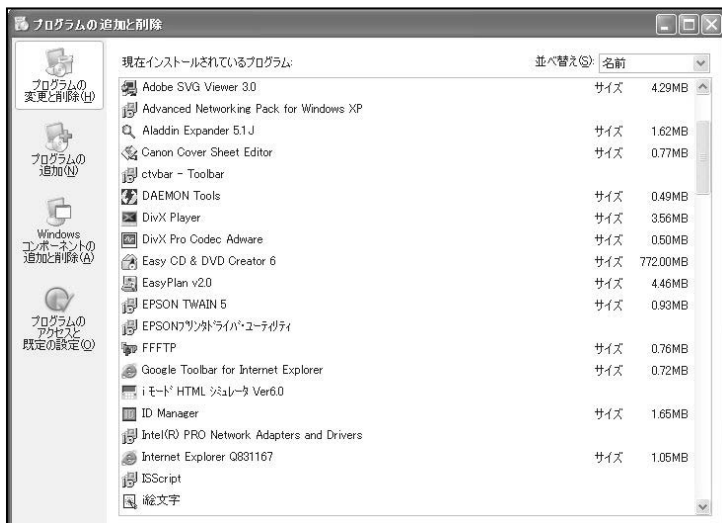 プログラムの追加と削除
プログラムの
変更と削除(H)
プログラムの
追加(N)
Windows
コンポーネントの
追加と削除(A)
プログラムの
アクセスと
既定の設定(O)
現在インストールされているプログラム:
並べ替え(S): 名前
Adobe SVG Viewer 3.0 サイズ 4.29MB
Advanced Networking Pack for Windows XP
Aladdin Expander 5.1 J サイズ 1.62MB
Canon Cover Sheet Editor サイズ 0.77MB
ctvbar - Toolbar
DAEMON Tools サイズ 0.49MB
DivX Player サイズ 3.56MB
DivX Pro Codec Adware サイズ 0.50MB
Easy CD & DVD Creator 6 サイズ 772.00MB
EasyPlan v2.0 サイズ 4.46MB
EPSON TWAIN 5 サイズ 0.93MB
EPSONプリンタドライバ・ユーティリティ
FFFTP サイズ 0.76MB
Google Toolbar for Internet Explorer サイズ 0.72MB
iモード HTML シミュレータ Ver6.0
ID Manager サイズ 1.65MB
Intel(R) PRO Network Adapters and Drivers
Internet Explorer Q831167 サイズ 1.05MB
ISScript
i絵文字